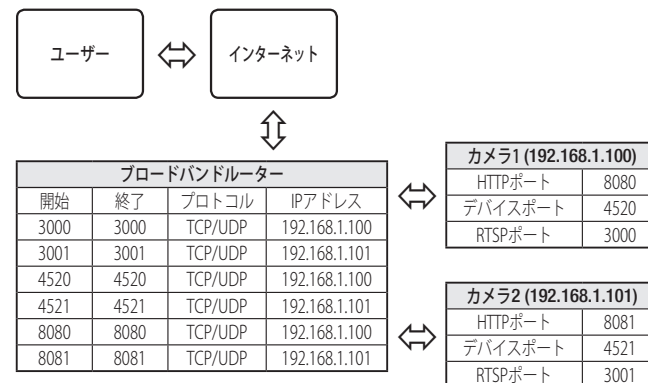 ユーザー
インターネット
ブロードバンドルーター
開始 終了 プロトコル IPアドレス
3000 3000 TCP/UDP 192.168.1.100
3001 3001 TCP/UDP 192.168.1.101
4520 4520 TCP/UDP 192.168.1.100
4521 4521 TCP/UDP 192.168.1.101
8080 8080 TCP/UDP 192.168.1.100
8081 8081 TCP/UDP 192.168.1.101
カメラ1 (192.168.1.100)
HTTPポート 8080
デバイスポート 4520
RTSPポート 3000
カメラ2 (192.168.1.101)
HTTPポート 8081
デバイスポート 4521
RTSPポート 3001